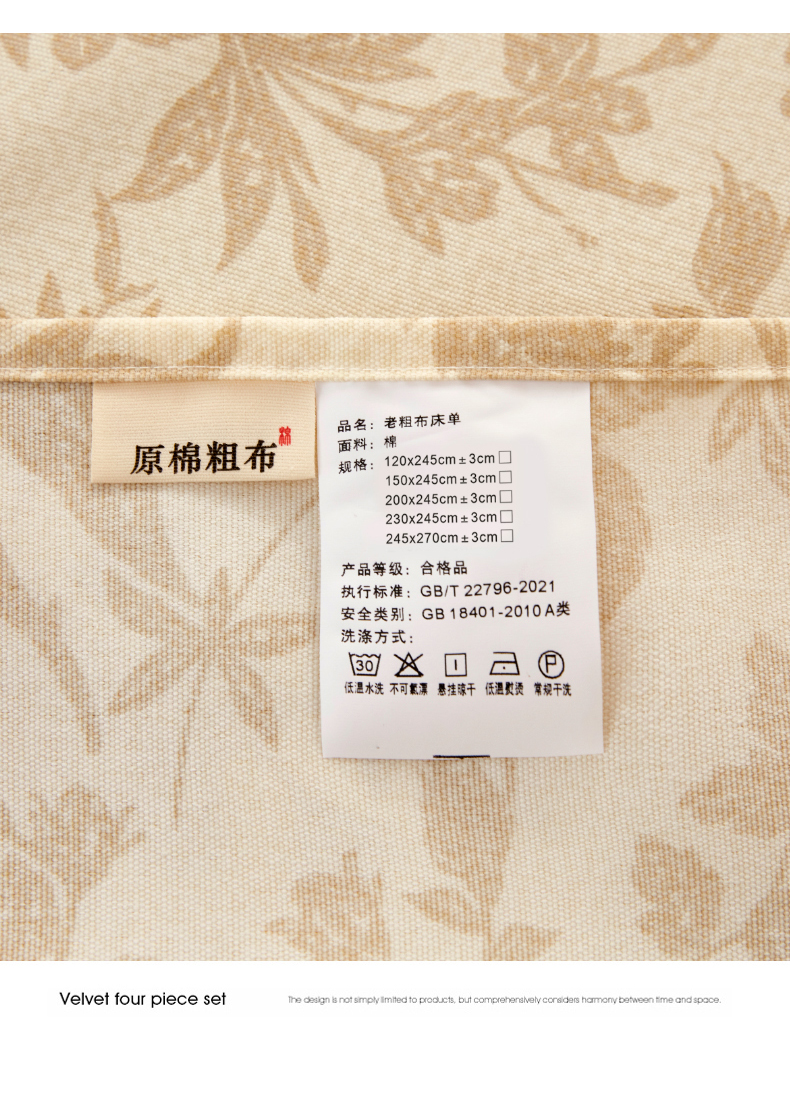 原棉粗布
棉
品名：老粗布床单
面料：棉
规格：120x245cm±3cm□
150x245cm±3cm□
200x245cm±3cm□
230x245cm±3cm□
245x270cm±3cm□
产品等级：合格品
执行标准：GB/T 22796-2021
安全类别：GB 18401-2010 A类
洗涤方式：
30 P
低温水洗 不可氯漂 悬挂晾干 低温熨烫 常规干洗
Velvet four piece set
The design is not simply limited to products, but comprehensively considers harmony between time and space.